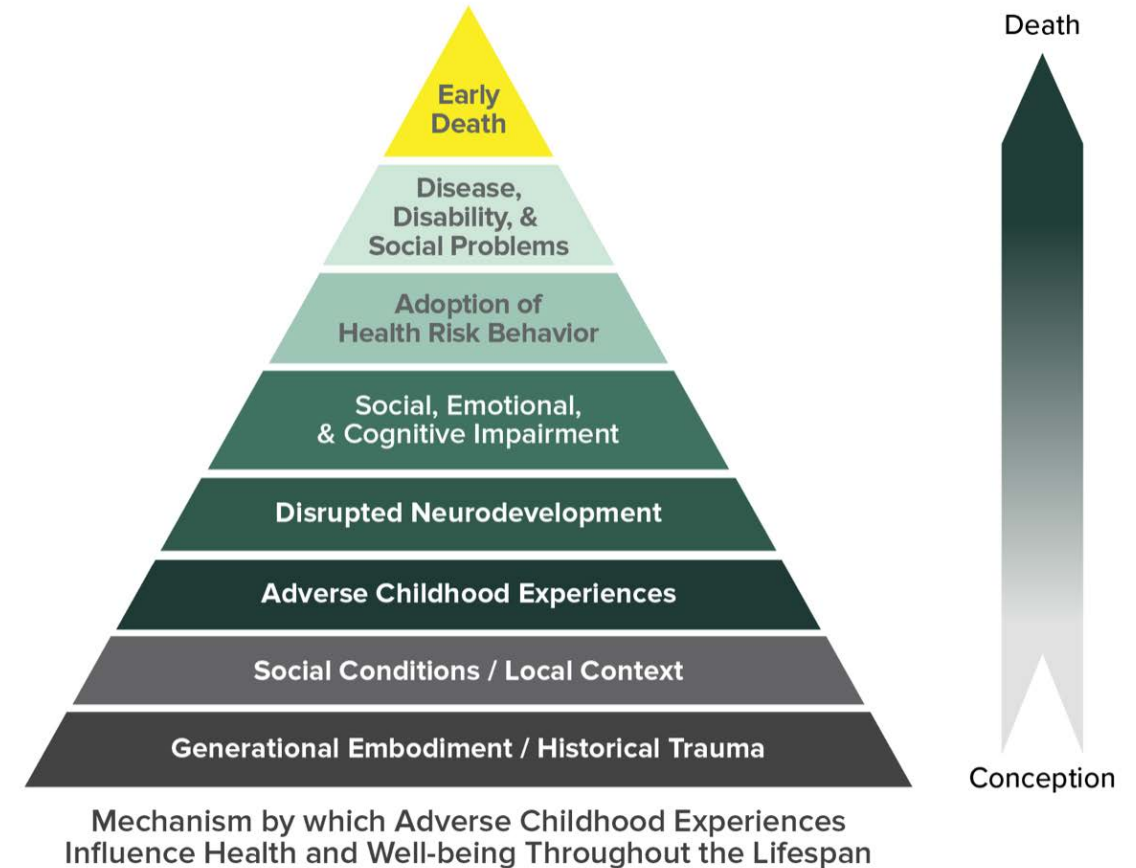 Death
Early
Death
Disease,
Disability, &
Social Problems
Adoption of
Health Risk Behavior
Social, Emotional,
& Cognitive Impairment
Disrupted Neurodevelopment
Adverse Childhood Experiences
Social Conditions / Local Context
Generational Embodiment / Historical Trauma
Conception
Mechanism by which Adverse Childhood Experiences
Influence Health and Well-being Throughout the Lifespan